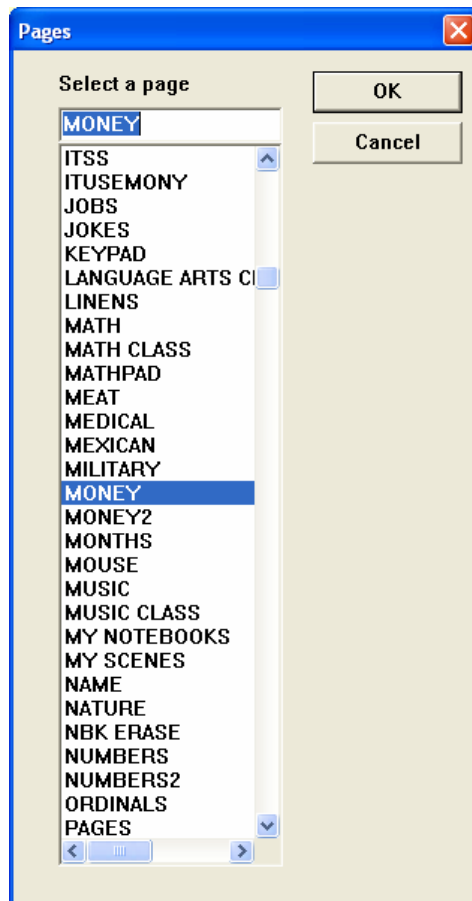 Pages
Select a page
OK
MONEY
Cancel
ITSS
ITUSEMONY
JOBS
JOKES
KEYPAD
LANGUAGE ARTS
LINENS
MATH
MATH CLASS
MATHPAD
MEAT
MEDICAL
MEXICAN
MILITARY
MONEY
MONEY2
MONTHS
MOUSE
MUSIC
MUSIC CLASS
MY NOTEBOOKS
MY SCENES
NAME
NATURE
NBK ERASE
NUMBERS
NUMBERS2
ORDINALS
PAGES